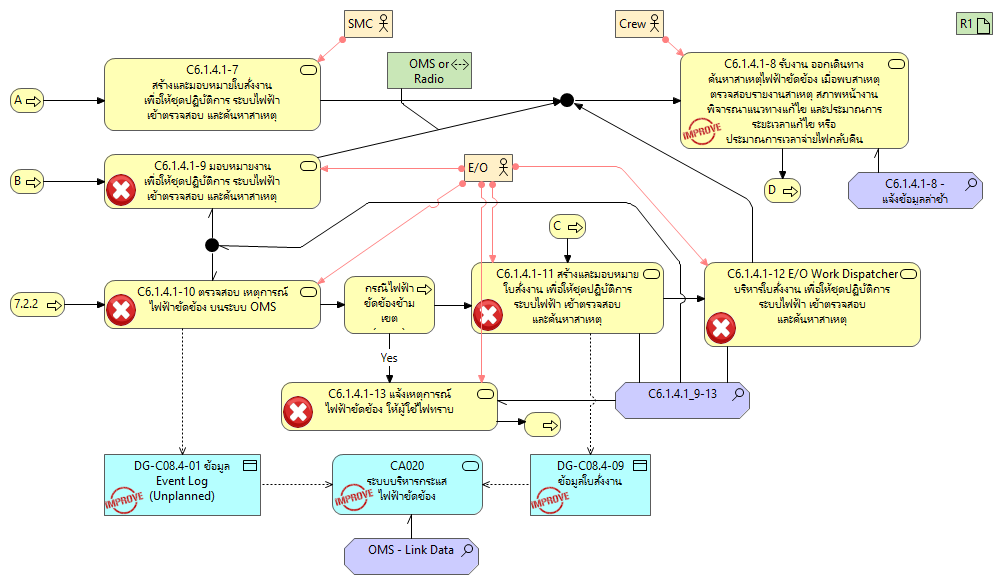 SMC
Crew
R1
C6.1.4.1-7
สร้างและมอบหมายใบสั่งงาน
เพื่อให้ชุดปฏิบัติการ ระบบไฟฟ้า
เข้าตรวจสอบ และค้นหาสาเหตุ
OMS or
Radio
C6.1.4.1-8 รับงาน ออกเดินทาง
ค้นหาสาเหตุไฟฟ้าขัดข้อง เมื่อพบสาเหตุ
ตรวจสอบรายงานสาเหตุ สภาพหน้างาน
พิจารณาแนวทางแก้ไข และประมาณการ
ระยะเวลาแก้ไข หรือ
ประมาณการเวลาจ่ายไฟกลับคืน
IMPROVE
A
C6.1.4.1-9 มอบหมายงาน
เพื่อให้ชุดปฏิบัติการ ระบบไฟฟ้า
เข้าตรวจสอบ และค้นหาสาเหตุ
B
E/O
D
C6.1.4.1-8 -
แจ้งข้อมูลล่าช้า
C
7.2.2
C6.1.4.1-10 ตรวจสอบ เหตุการณ์
ไฟฟ้าขัดข้อง บนระบบ OMS
กรณีไฟฟ้า
ขัดข้องข้าม
เขต
C6.1.4.1-11 สร้างและมอบหมาย
ใบสั่งงาน เพื่อให้ชุดปฏิบัติการ
ระบบไฟฟ้า เข้าตรวจสอบ
และค้นหาสาเหตุ
C6.1.4.1-12 E/O Work Dispatcher
บริหารใบสั่งงาน เพื่อให้ชุดปฏิบัติการ
ระบบไฟฟ้า เข้าตรวจสอบ
และค้นหาสาเหตุ
Yes
C6.1.4.1-13 แจ้งเหตุการณ์
ไฟฟ้าขัดข้อง ให้ผู้ใช้ไฟทราบ
C6.1.4.1_9-13
DG-C08.4-01 ข้อมูล
Event Log
(Unplanned)
IMPROVE
CA020
ระบบบริหารกระแส
ไฟฟ้าขัดข้อง
IMPROVE
DG-C08.4-09
ข้อมูลใบสั่งงาน
IMPROVE
OMS - Link Data